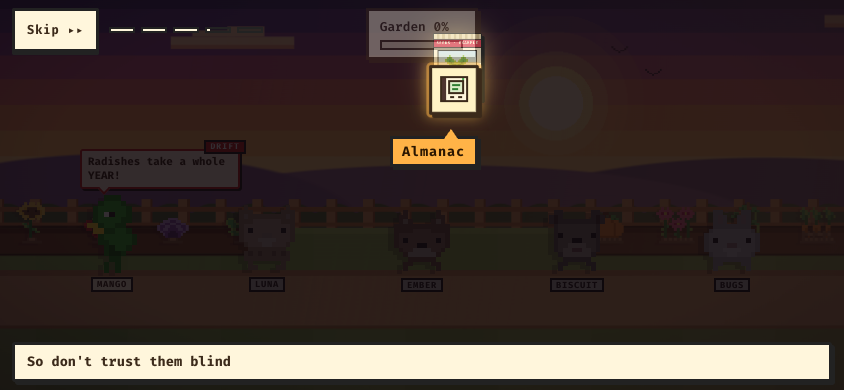 Skip ▸▸
Garden 0%
Almanac
DRIFT
Radishes take a whole
YEAR!
MANGO
LUNA
EMBER
BISCUIT
BUGS
So don't trust them blind